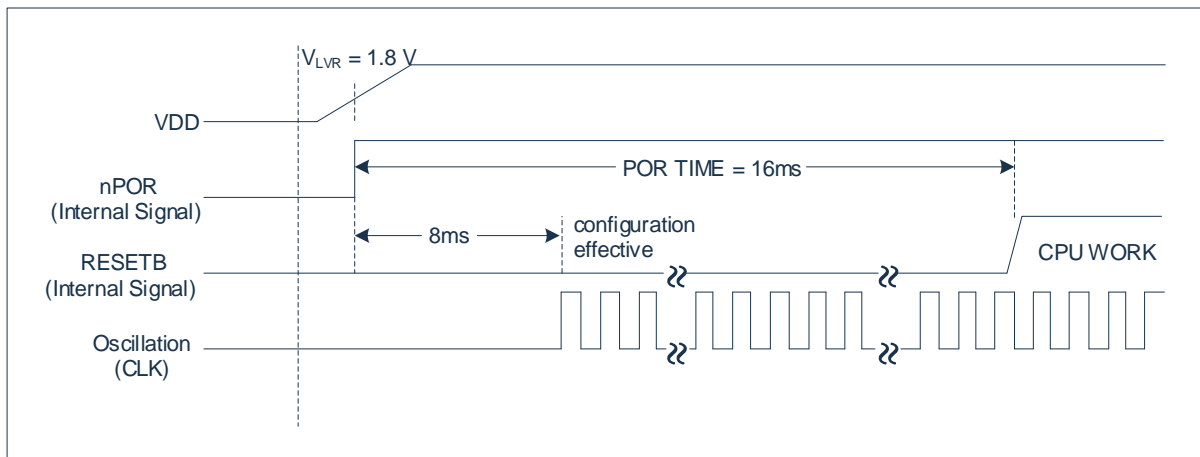 VLVR = 1.8 V
VDD
nPOR
(Internal Signal)
POR TIME = 16ms
8ms
configuration
effective
RESETB
(Internal Signal)
CPU WORK
Oscillation
(CLK)